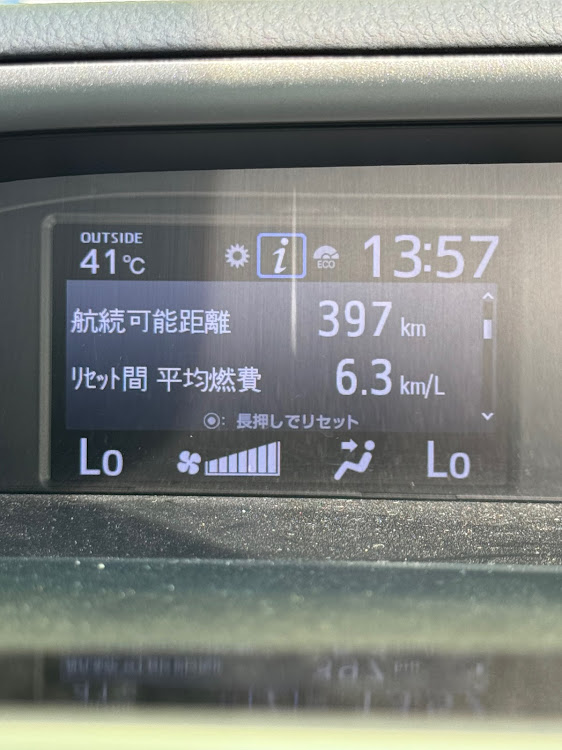 OUTSIDE
41℃ i ECO 13:57
航続可能距離 397 km
ﾘｾｯﾄ間 平均燃費 6.3 km/L
◉: 長押しでリセット
Lo Lo